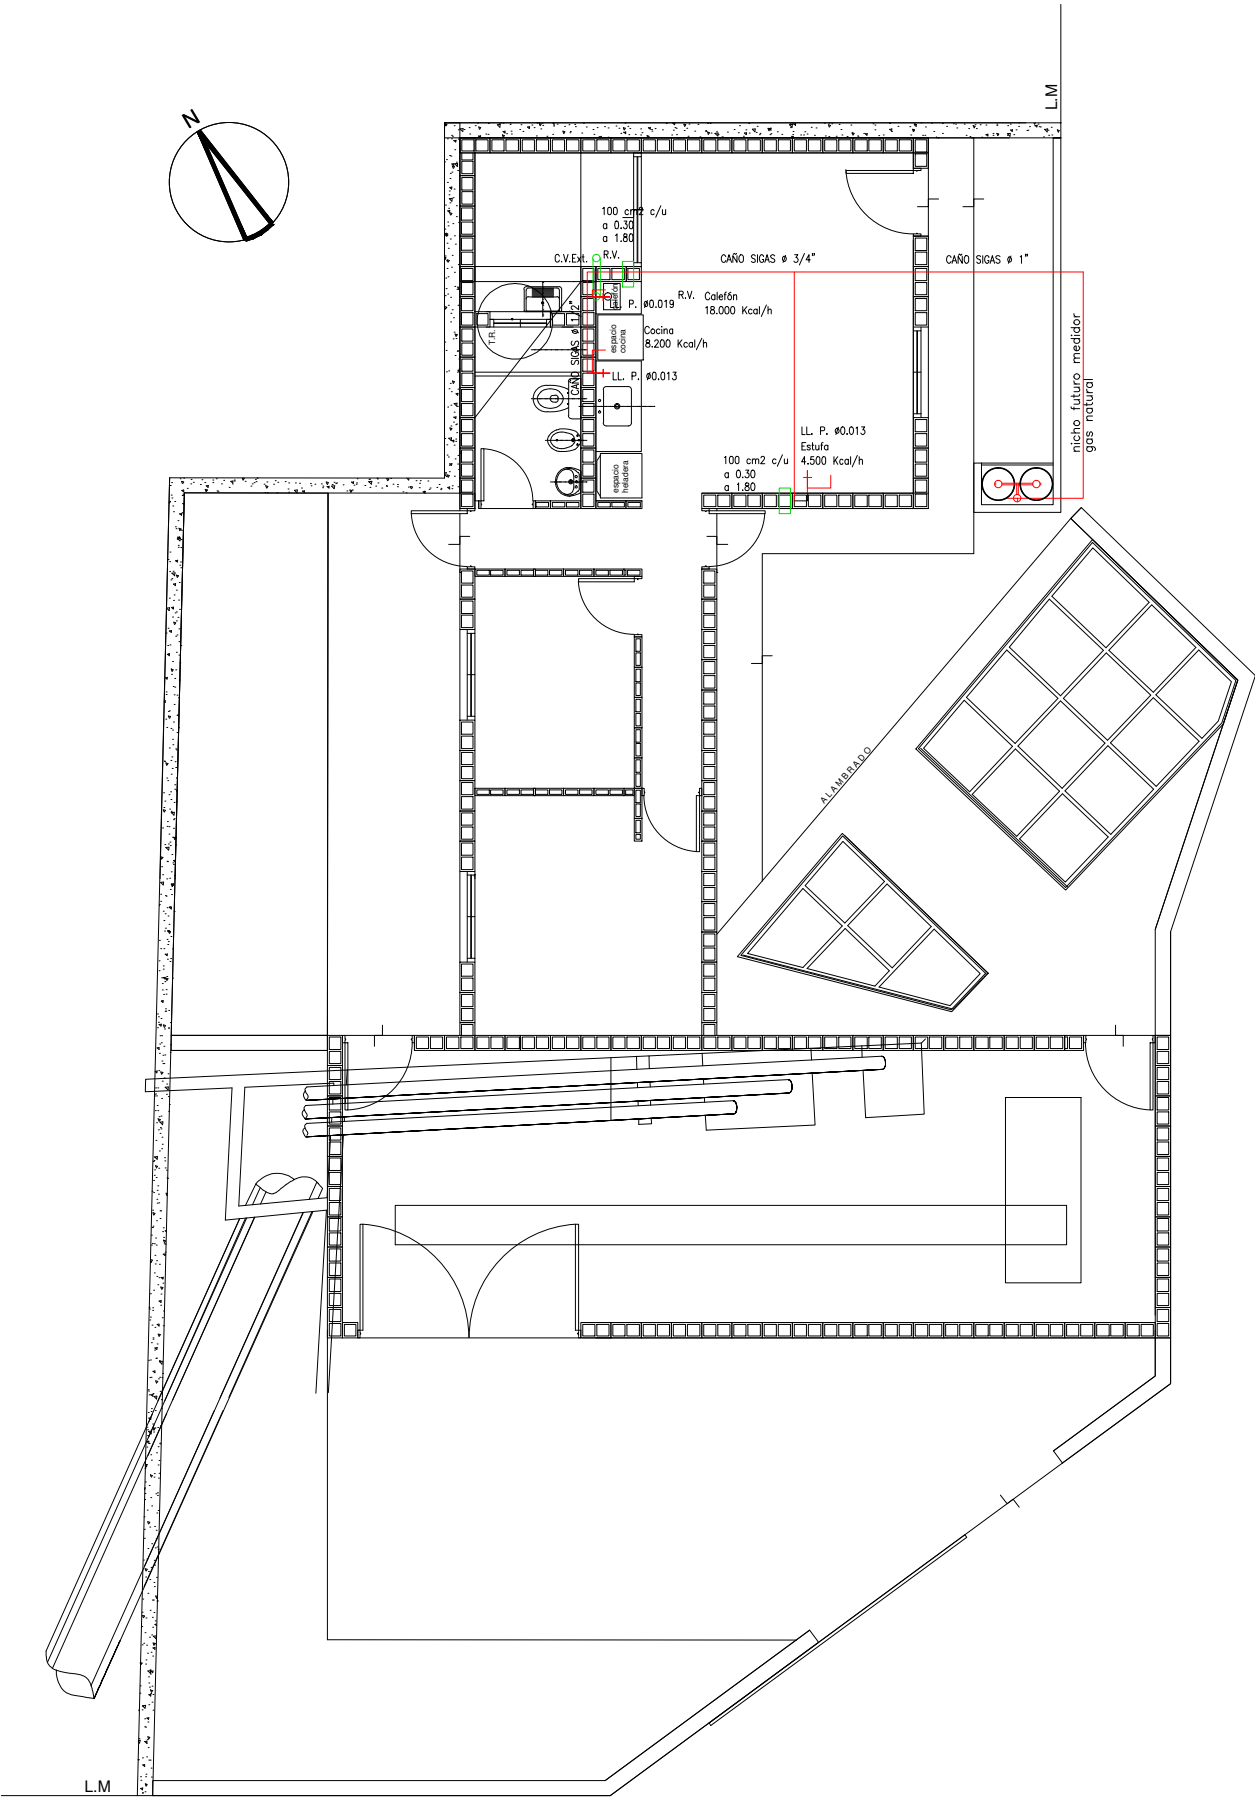 N
L.M
100 cm2 c/u
a 0.30
a 1.80
C.V.Ext.
R.V.
CAÑO SIGAS ø 3/4"
CAÑO SIGAS ø 1"
R.V.
Calefón
18.000 Kcal/h
P. ø0.019
Cocina
8.200 Kcal/h
espacio
cocina
T.R.
CAÑO SIGAS ø 1/2"
LL. P. ø0.013
nicho futuro medidor
gas natural
LL. P. ø0.013
Estufa
4.500 Kcal/h
100 cm2 c/u
a 0.30
a 1.80
espacio
heladera
ALAMBRADO
L.M